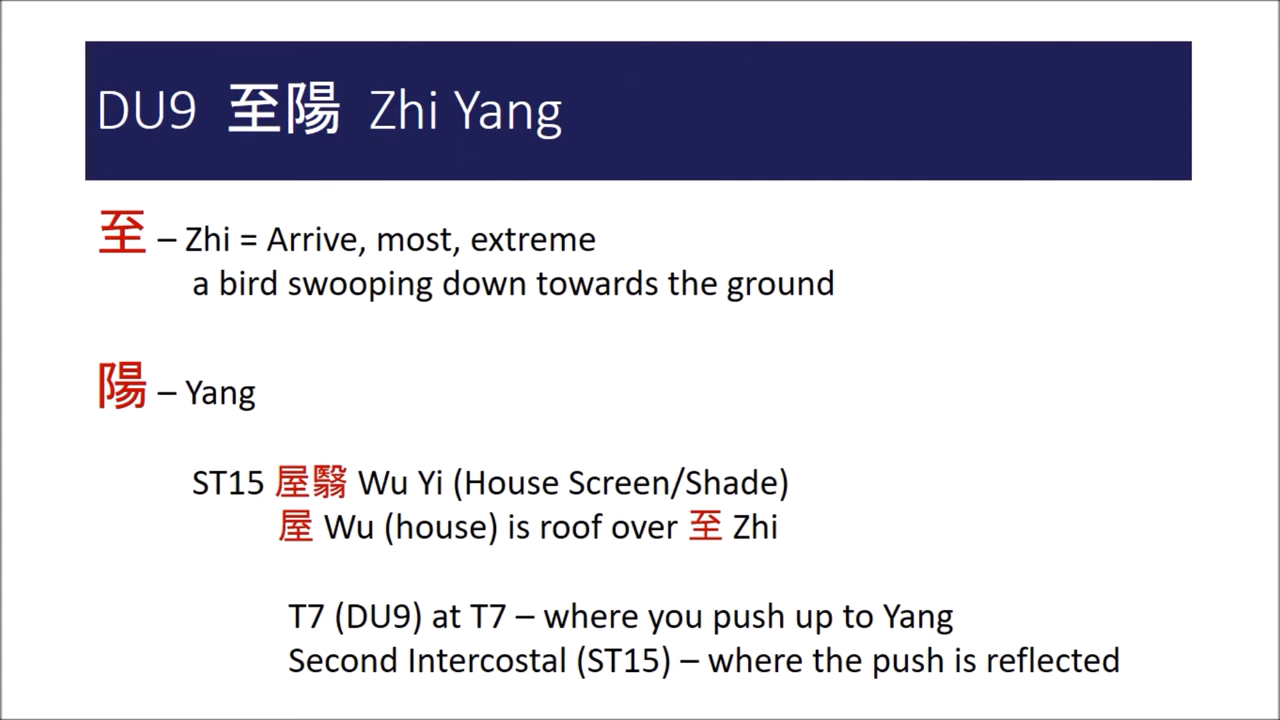 DU9 至陽 Zhi Yang
至 – Zhi = Arrive, most, extreme
a bird swooping down towards the ground
陽 – Yang
ST15 屋翳 Wu Yi (House Screen/Shade)
屋 Wu (house) is roof over 至 Zhi
T7 (DU9) at T7 – where you push up to Yang
Second Intercostal (ST15) – where the push is reflected